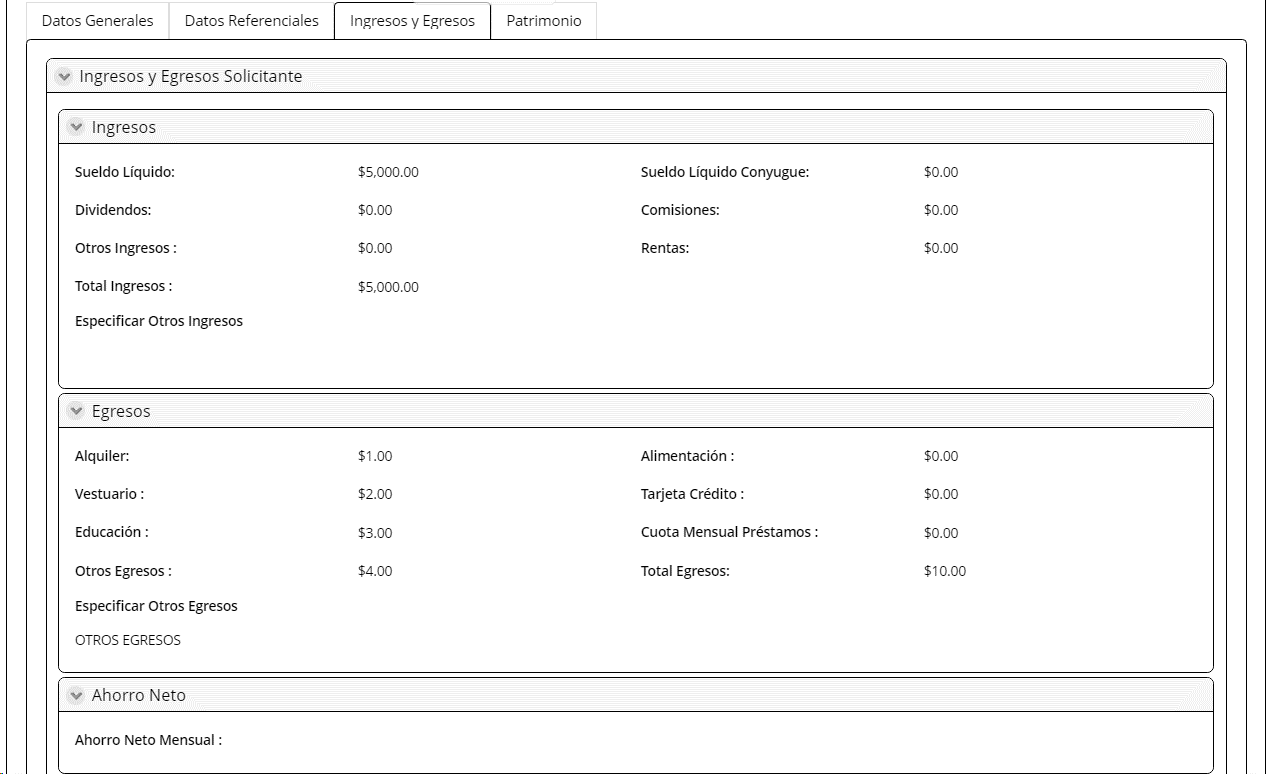 Datos Generales Datos Referenciales Ingresos y Egresos Patrimonio
Ingresos y Egresos Solicitante
Ingresos
Sueldo Líquido: $5,000.00 Sueldo Líquido Conyugue: $0.00
Dividendos: $0.00 Comisiones: $0.00
Otros Ingresos : $0.00 Rentas: $0.00
Total Ingresos : $5,000.00
Especificar Otros Ingresos
Egresos
Alquiler: $1.00 Alimentación : $0.00
Vestuario : $2.00 Tarjeta Crédito : $0.00
Educación : $3.00 Cuota Mensual Préstamos : $0.00
Otros Egresos : $4.00 Total Egresos: $10.00
Especificar Otros Egresos
OTROS EGRESOS
Ahorro Neto
Ahorro Neto Mensual :